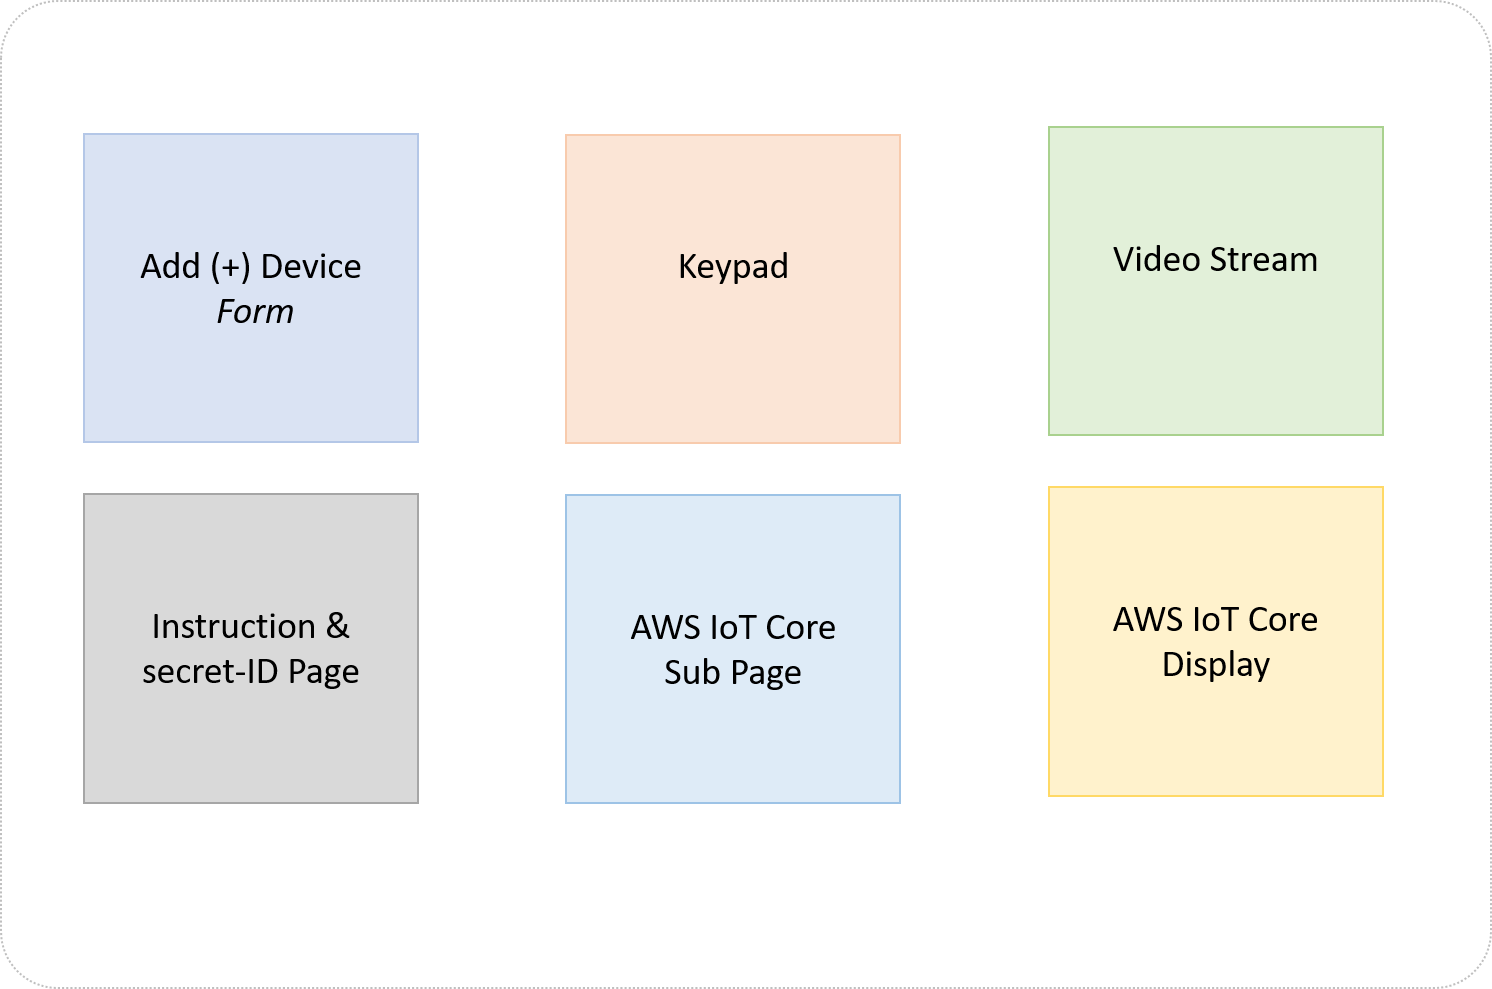 Add (+) Device
Form
Keypad
Video Stream
Instruction &
secret-ID Page
AWS IoT Core
Sub Page
AWS IoT Core
Display